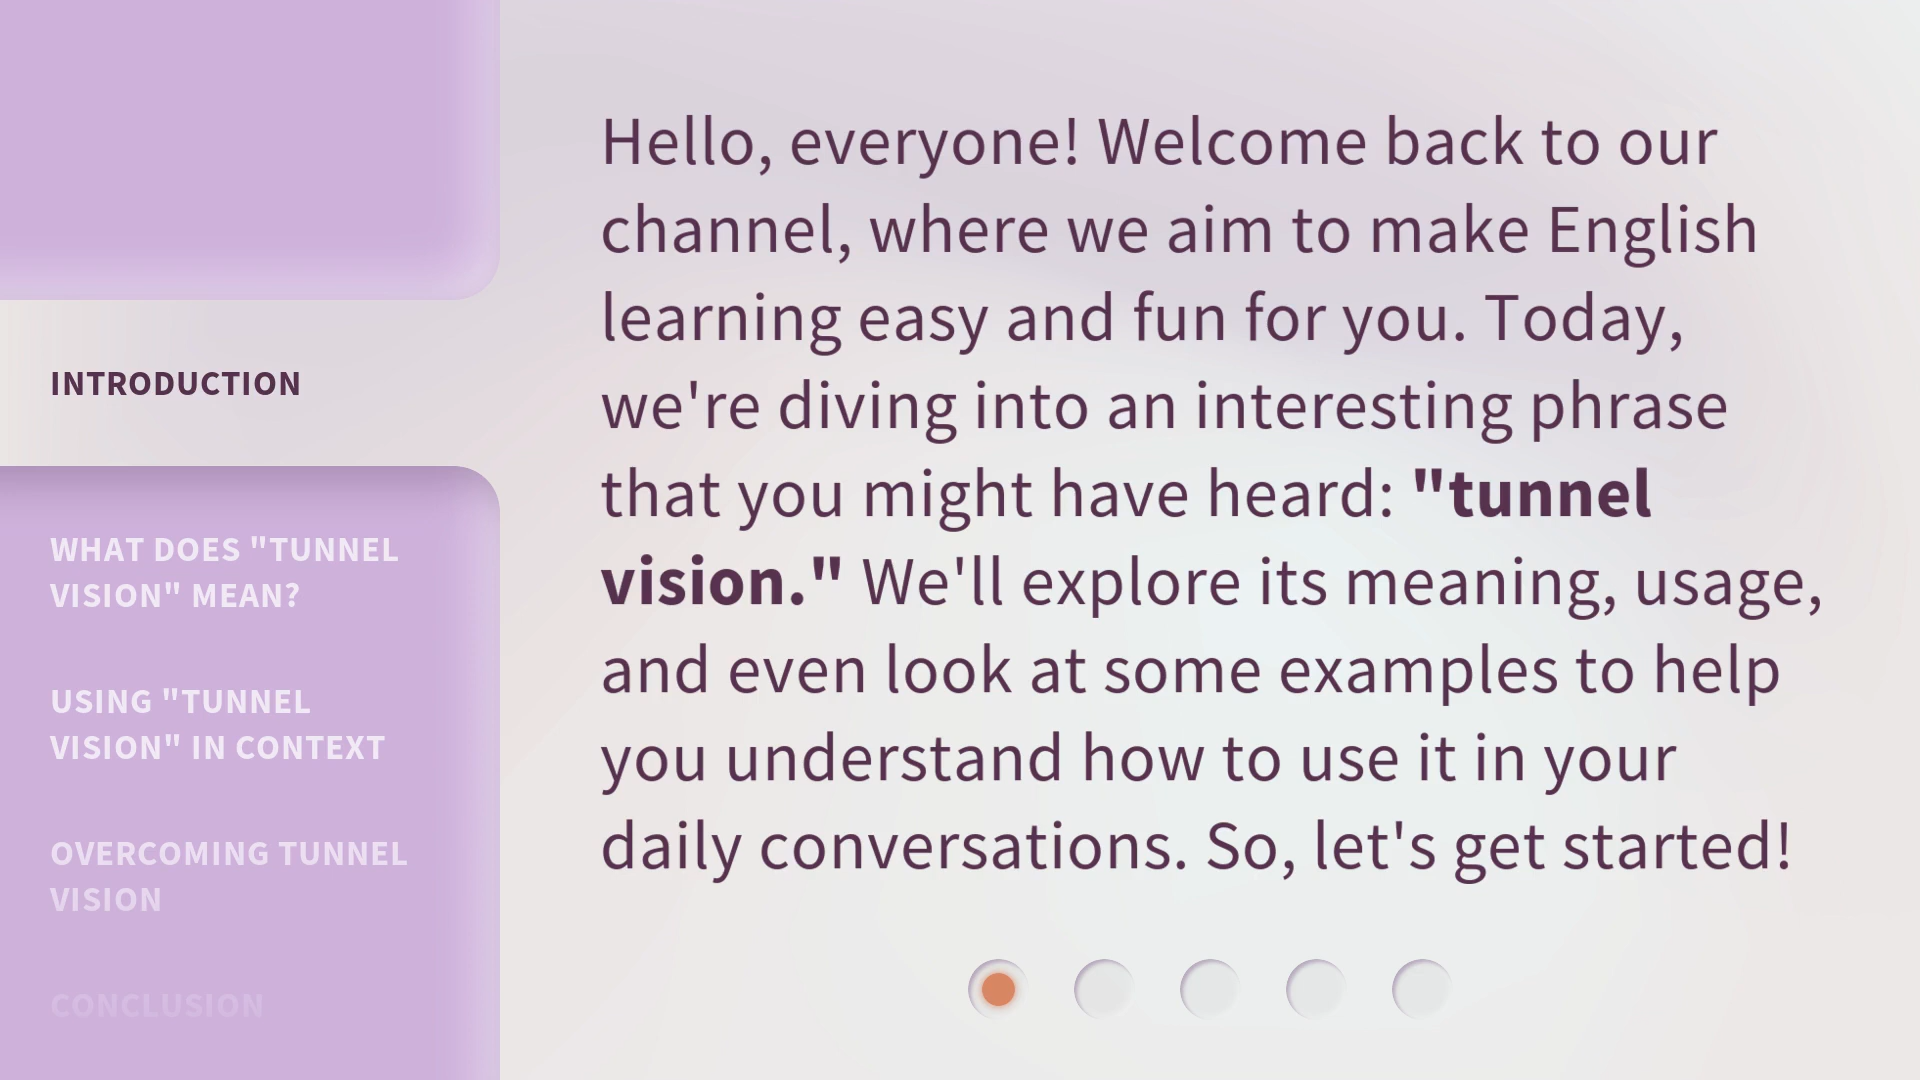 INTRODUCTION
WHAT DOES "TUNNEL
VISION" MEAN?
USING "TUNNEL
VISION" IN CONTEXT
OVERCOMING TUNNEL
VISION
CONCLUSION
Hello, everyone! Welcome back to our
channel, where we aim to make English
learning easy and fun for you. Today,
we're diving into an interesting phrase
that you might have heard: "tunnel
vision." We'll explore its meaning, usage,
and even look at some examples to help
you understand how to use it in your
daily conversations. So, let's get started!